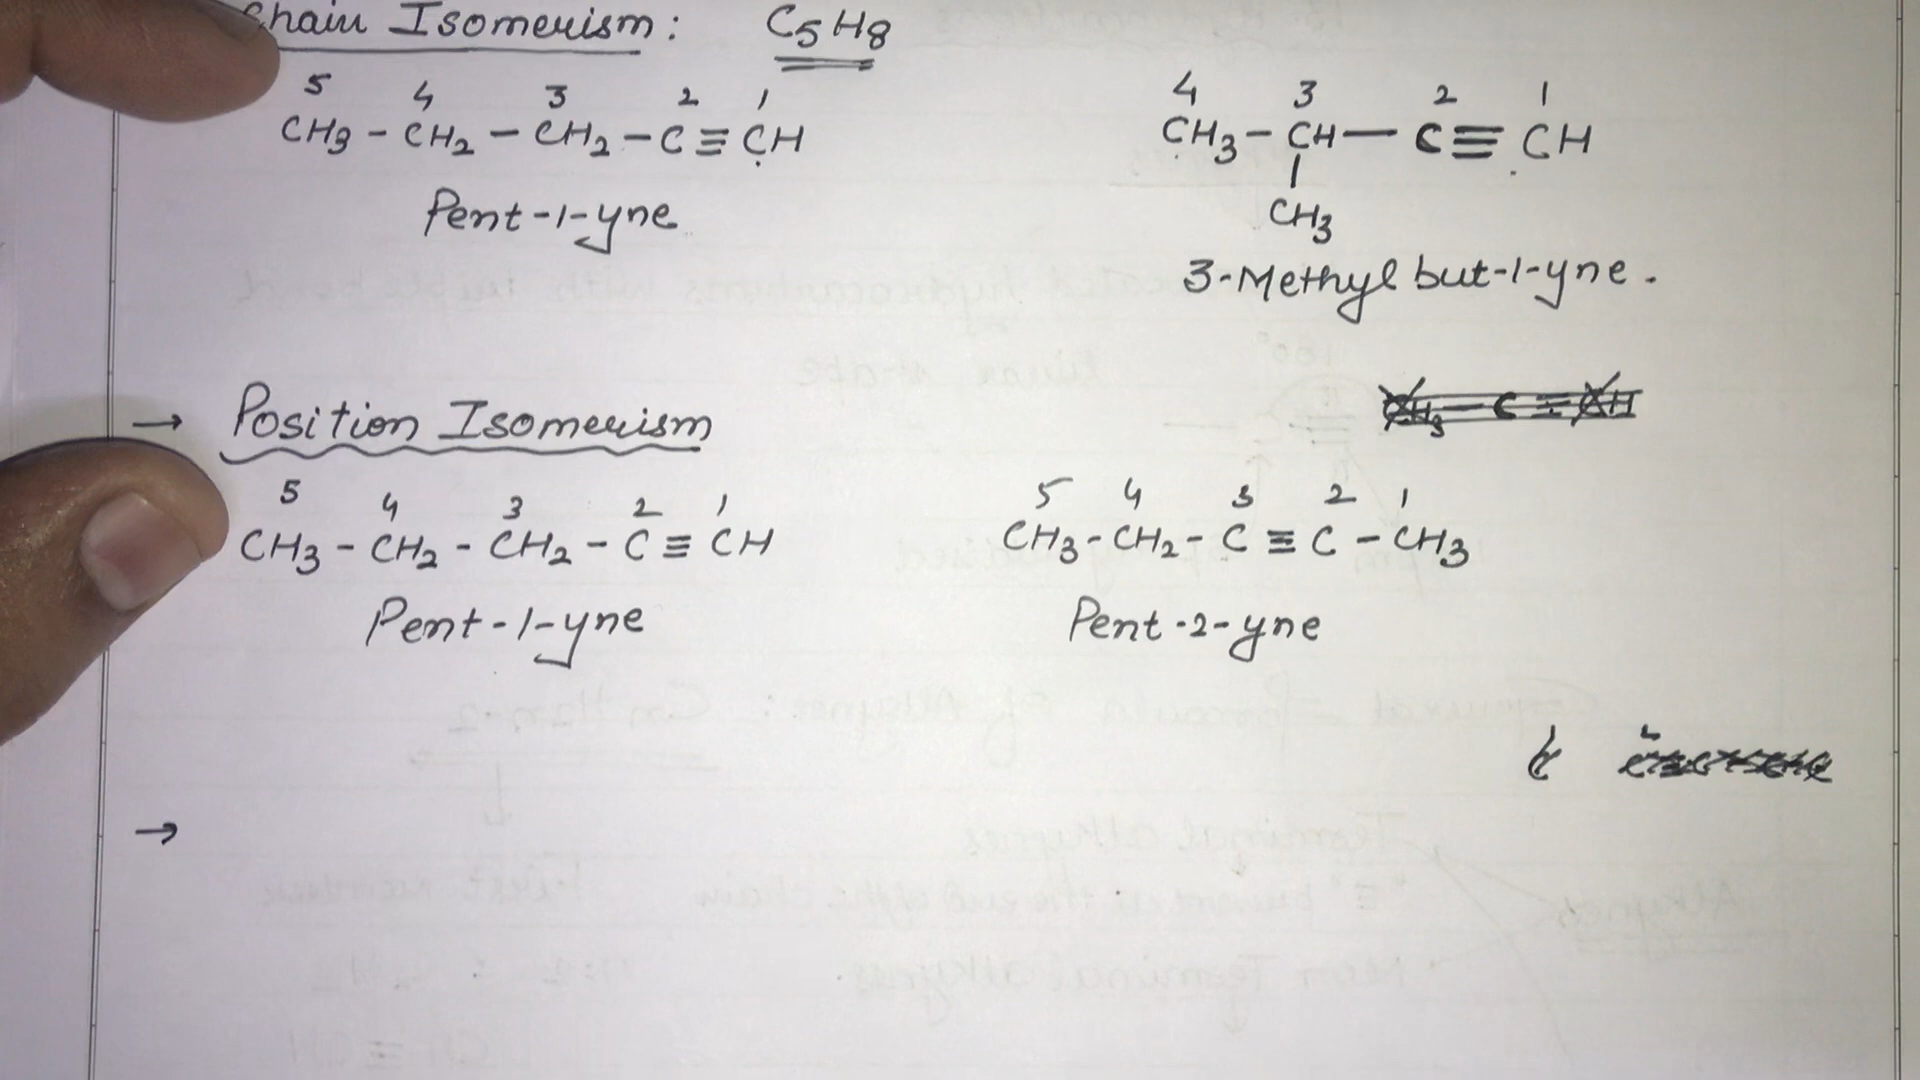 Chain Isomerism: C5H8
5 4 3 2 1
CH3 - CH2 - CH2 - C ≡ CH
Pent-1-yne
4 3 2 1
CH3 - CH - C ≡ CH
|
CH3
3-Methyl but-1-yne.
→ Position Isomerism
5 4 3 2 1
CH3 - CH2 - CH2 - C ≡ CH
Pent-1-yne
5 4 3 2 1
CH3 - CH2 - C ≡ C - CH3
Pent-2-yne
→